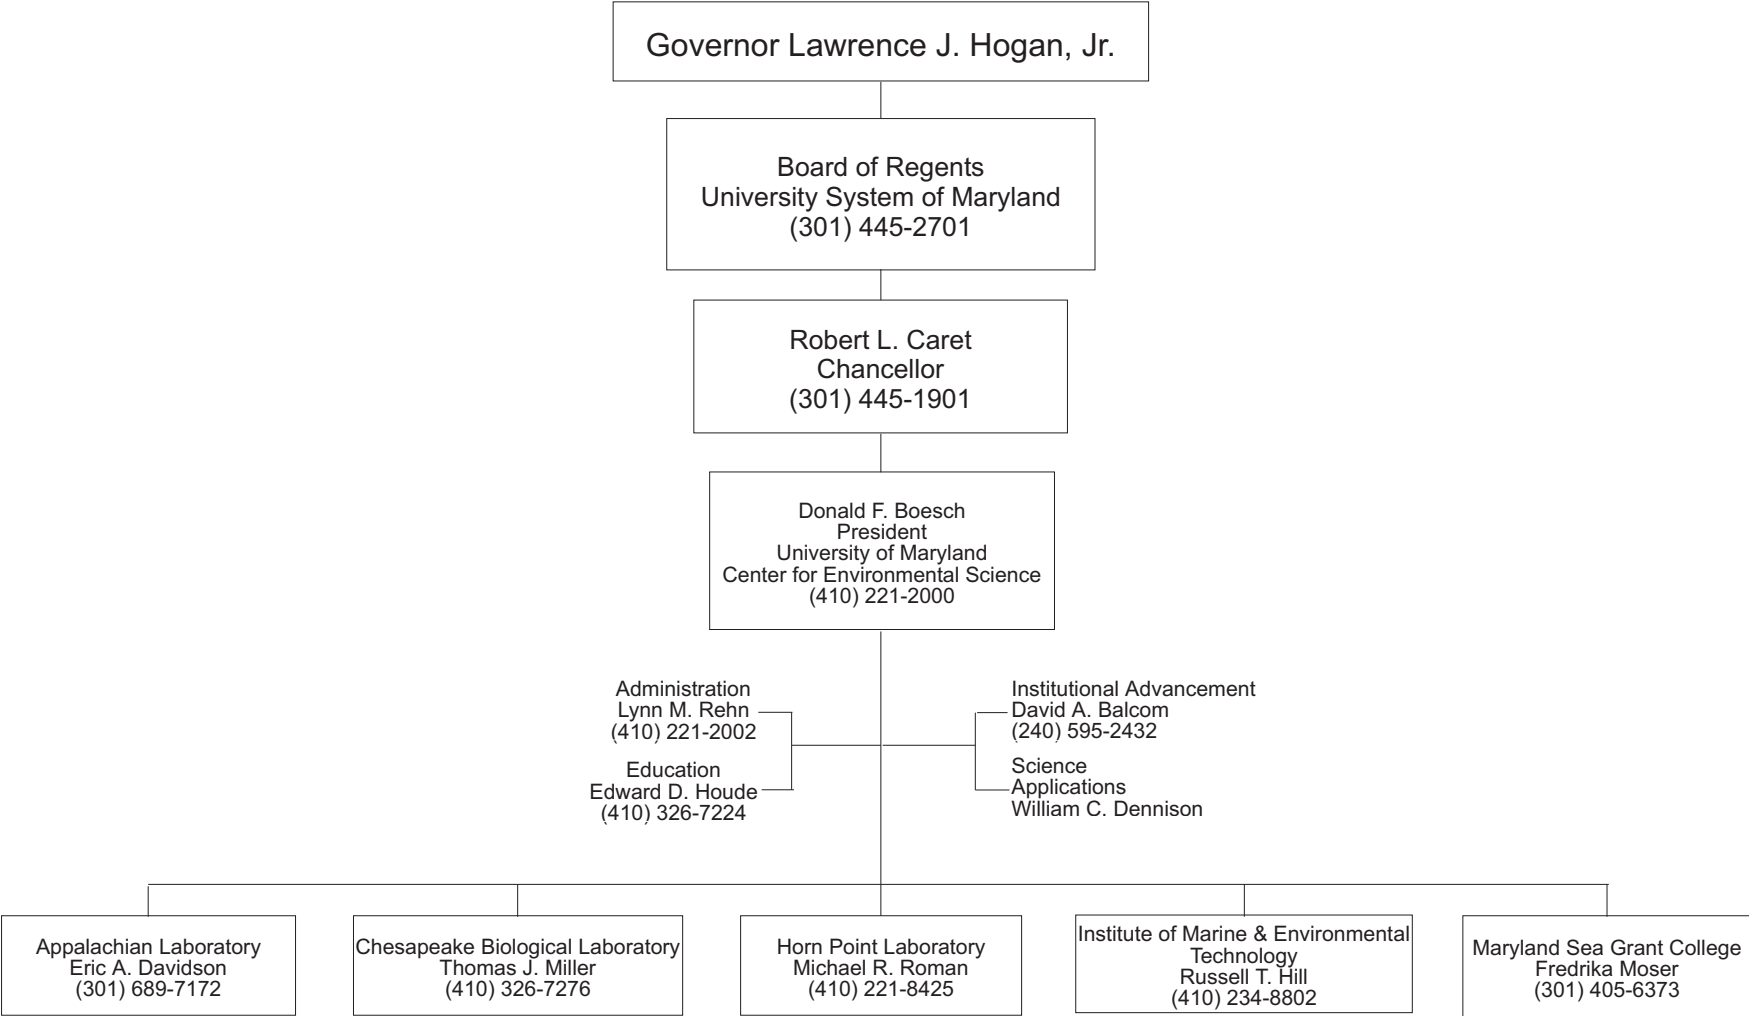 Governor Lawrence J. Hogan, Jr.
Board of Regents
University System of Maryland
(301) 445-2701
Robert L. Caret
Chancellor
(301) 445-1901
Donald F. Boesch
President
University of Maryland
Center for Environmental Science
(410) 221-2000
Administration
Lynn M. Rehn
(410) 221-2002
Education
Edward D. Houde
(410) 326-7224
Institutional Advancement
David A. Balcom
(240) 595-2432
Science
Applications
William C. Dennison
Appalachian Laboratory
Eric A. Davidson
(301) 689-7172
Chesapeake Biological Laboratory
Thomas J. Miller
(410) 326-7276
Horn Point Laboratory
Michael R. Roman
(410) 221-8425
Institute of Marine & Environmental
Technology
Russell T. Hill
(410) 234-8802
Maryland Sea Grant College
Fredrika Moser
(301) 405-6373